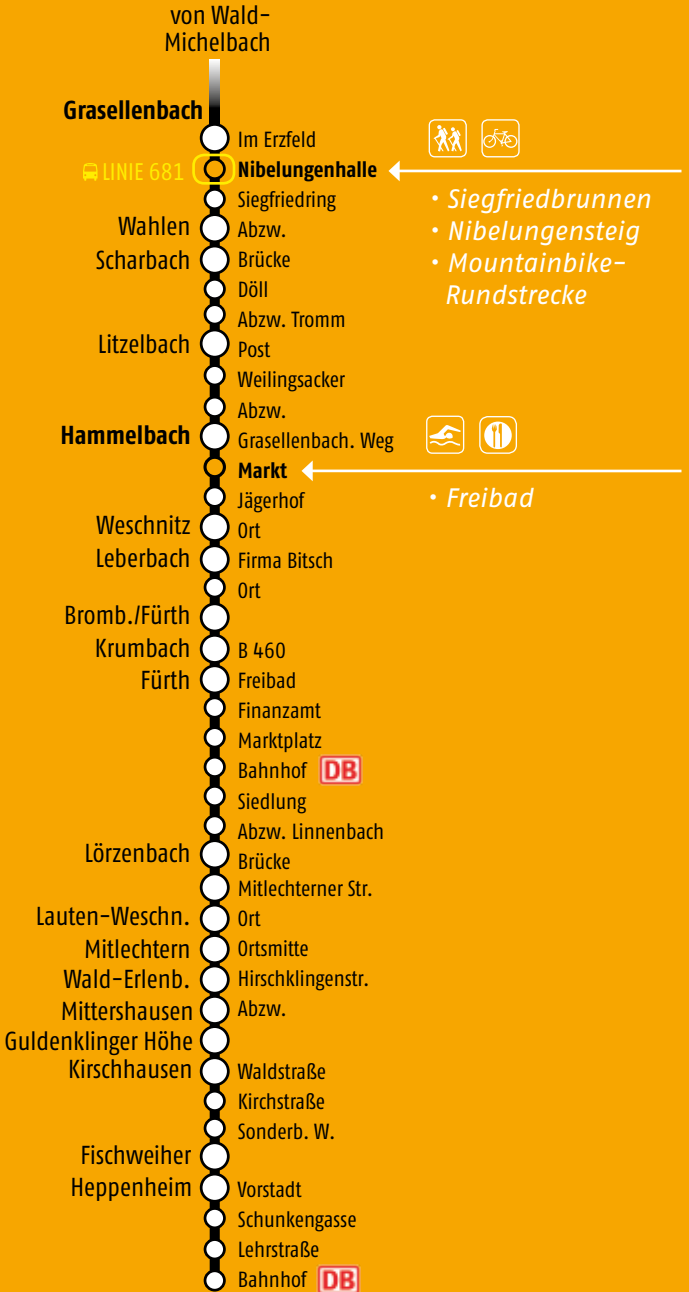 von Wald-
Michelbach
Grasellenbach
Im Erzfeld
LINIE 681
Nibelungenhalle
• Siegfriedbrunnen
• Nibelungensteig
• Mountainbike-
Rundstrecke
Siegfriedring
Wahlen
Abzw.
Scharbach
Brücke
Döll
Abzw. Tromm
Litzelbach
Post
Weilingsacker
Abzw.
Hammelbach
Grasellenbach. Weg
Markt
• Freibad
Jägerhof
Weschnitz
Ort
Leberbach
Firma Bitsch
Ort
Bromb./Fürth
Krumbach
B 460
Fürth
Freibad
Finanzamt
Marktplatz
Bahnhof DB
Siedlung
Abzw. Linnenbach
Lörzenbach
Brücke
Mitlechterner Str.
Lauten-Weschn.
Ort
Mitlechtern
Ortsmitte
Wald-Erlenb.
Hirschklingenstr.
Mittershausen
Abzw.
Guldenklinger Höhe
Kirschhausen
Waldstraße
Kirchstraße
Sonderb. W.
Fischweiher
Heppenheim
Vorstadt
Schunkengasse
Lehrstraße
Bahnhof DB